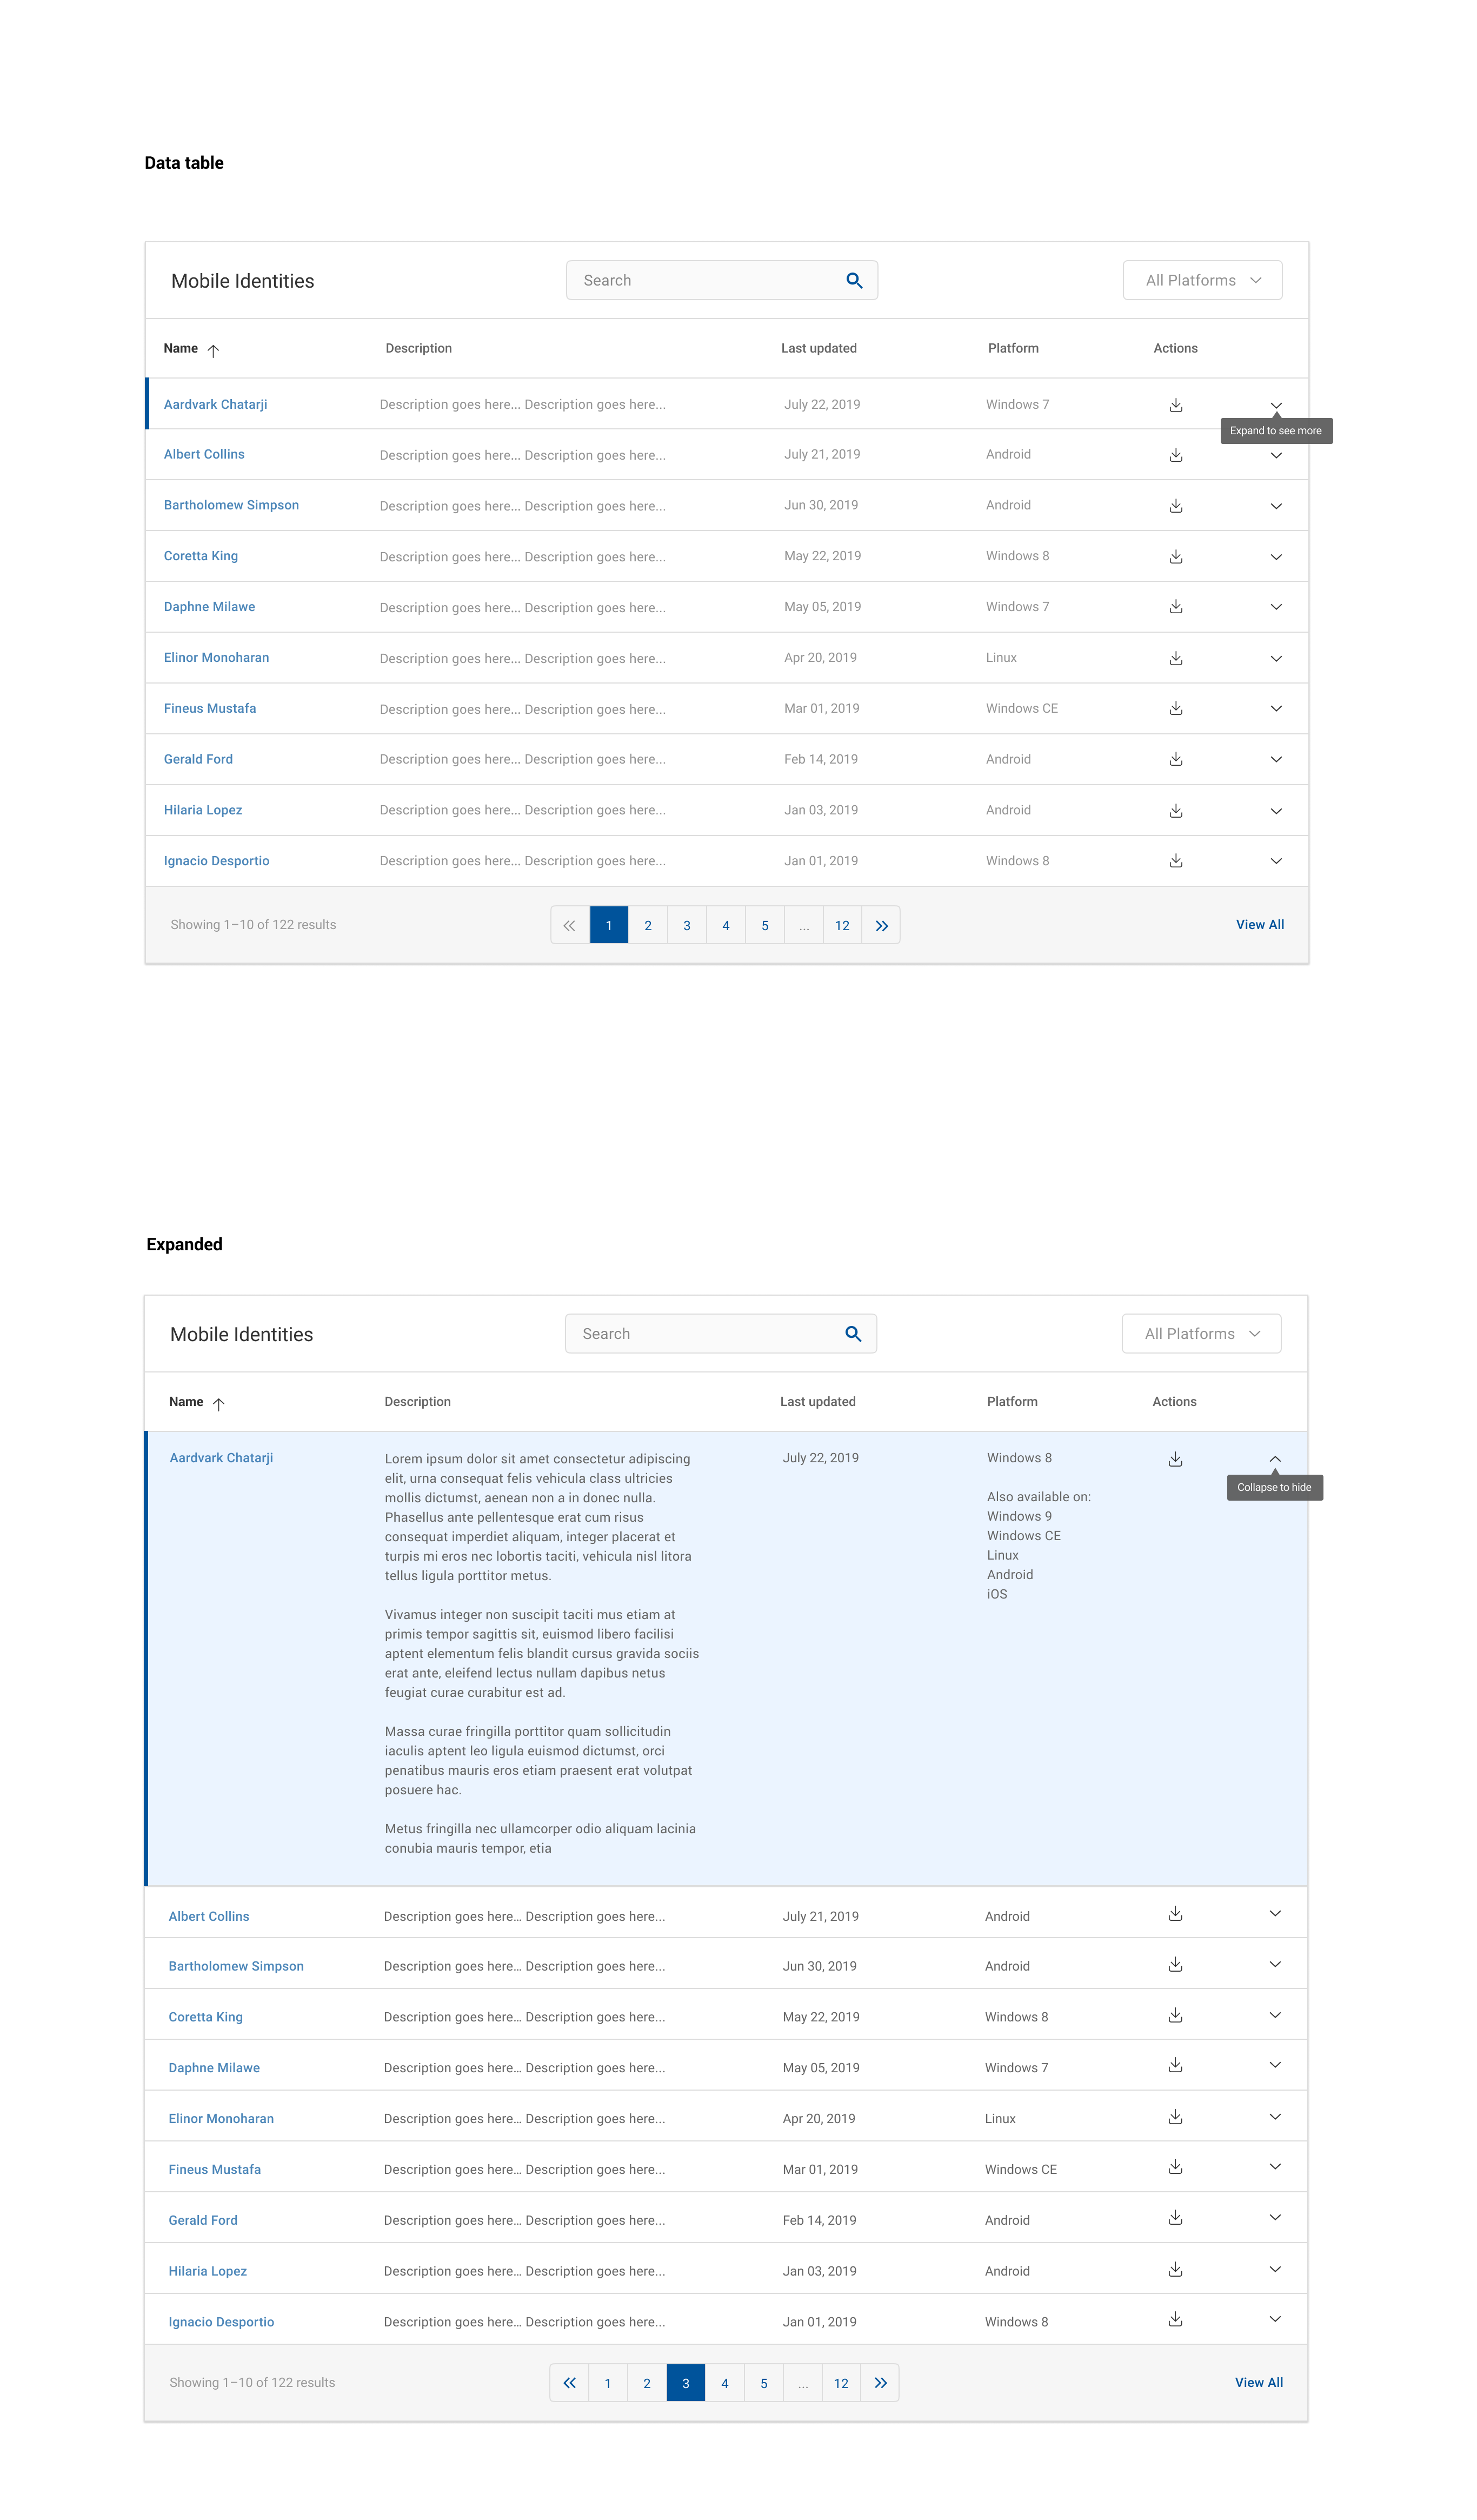 Data table
Mobile Identities
Search
All Platforms
Name Description Last updated Platform Actions
Aardvark Chatarji Description goes here... Description goes here... July 22, 2019 Windows 7
Expand to see more
Albert Collins Description goes here... Description goes here... July 21, 2019 Android
Bartholomew Simpson Description goes here... Description goes here... Jun 30, 2019 Android
Coretta King Description goes here... Description goes here... May 22, 2019 Windows 8
Daphne Milawe Description goes here... Description goes here... May 05, 2019 Windows 7
Elinor Monoharan Description goes here... Description goes here... Apr 20, 2019 Linux
Fineus Mustafa Description goes here... Description goes here... Mar 01, 2019 Windows CE
Gerald Ford Description goes here... Description goes here... Feb 14, 2019 Android
Hilaria Lopez Description goes here... Description goes here... Jan 03, 2019 Android
Ignacio Desportio Description goes here... Description goes here... Jan 01, 2019 Windows 8
Showing 1–10 of 122 results
1 2 3 4 5 ... 12
View All
Expanded
Mobile Identities
Search
All Platforms
Name Description Last updated Platform Actions
Aardvark Chatarji
Lorem ipsum dolor sit amet consectetur adipiscing
elit, urna consequat felis vehicula class ultricies
mollis dictumst, aenean non a in donec nulla.
Phasellus ante pellentesque erat cum risus
consequat imperdiet aliquam, integer placerat et
turpis mi eros nec lobortis taciti, vehicula nisl litora
tellus ligula porttitor metus.
Vivamus integer non suscipit taciti mus etiam at
primis tempor sagittis sit, euismod libero facilisi
aptent elementum felis blandit cursus gravida sociis
erat ante, eleifend lectus nullam dapibus netus
feugiat curae curabitur est ad.
Massa curae fringilla porttitor quam sollicitudin
iaculis aptent leo ligula euismod dictumst, orci
penatibus mauris eros etiam praesent erat volutpat
posuere hac.
Metus fringilla nec ullamcorper odio aliquam lacinia
conubia mauris tempor, etia
July 22, 2019
Windows 8
Also available on:
Windows 9
Windows CE
Linux
Android
iOS
Collapse to hide
Albert Collins Description goes here... Description goes here... July 21, 2019 Android
Bartholomew Simpson Description goes here... Description goes here... Jun 30, 2019 Android
Coretta King Description goes here... Description goes here... May 22, 2019 Windows 8
Daphne Milawe Description goes here... Description goes here... May 05, 2019 Windows 7
Elinor Monoharan Description goes here... Description goes here... Apr 20, 2019 Linux
Fineus Mustafa Description goes here... Description goes here... Mar 01, 2019 Windows CE
Gerald Ford Description goes here... Description goes here... Feb 14, 2019 Android
Hilaria Lopez Description goes here... Description goes here... Jan 03, 2019 Android
Ignacio Desportio Description goes here... Description goes here... Jan 01, 2019 Windows 8
Showing 1–10 of 122 results
1 2 3 4 5 ... 12
View All